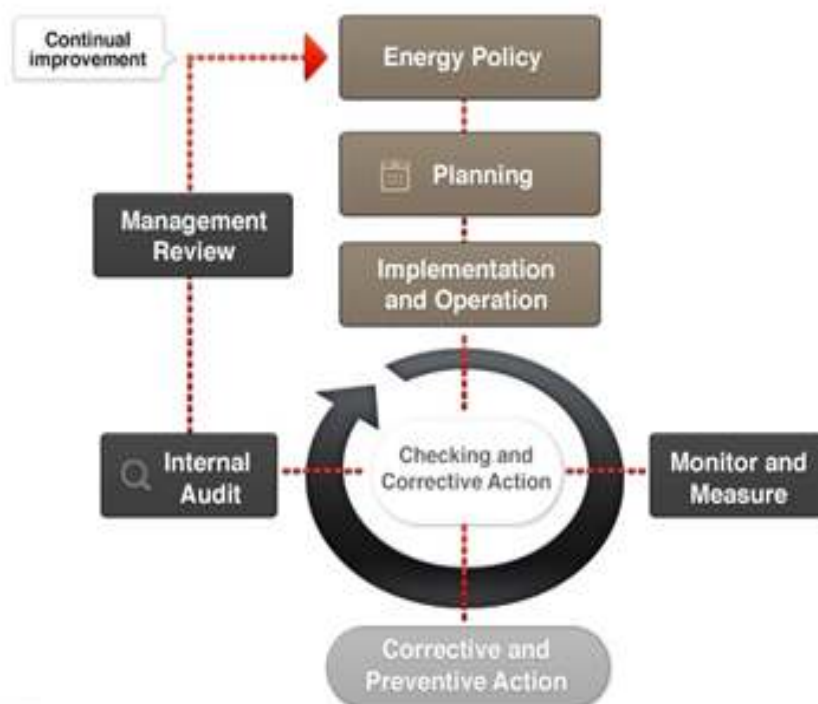 Continual
improvement
Energy Policy
Planning
Management
Review
Implementation
and Operation
Internal
Audit
Checking and
Corrective Action
Monitor and
Measure
Corrective and
Preventive Action